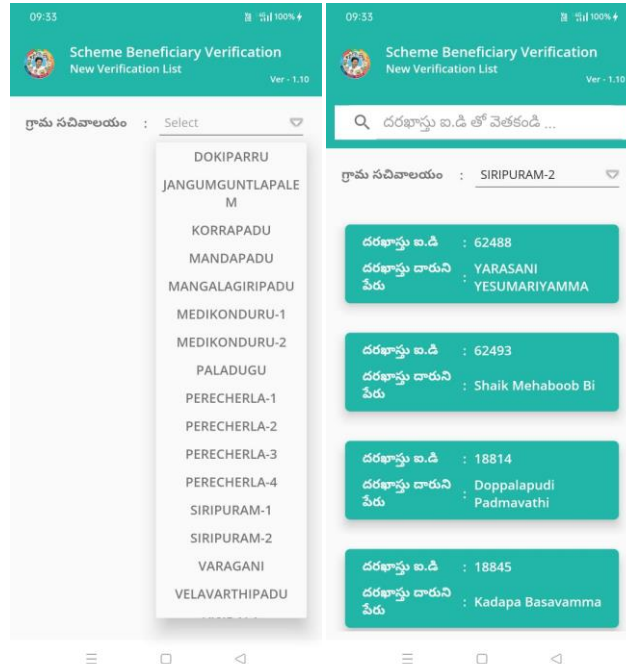 09:33
100%
Scheme Beneficiary Verification
New Verification List
Ver - 1.10
గ్రామ సచివాలయం : Select
DOKIPARRU
JANGUMGUNTLAPALE
M
KORRAPADU
MANDAPADU
MANGALAGIRIPADU
MEDIKONDURU-1
MEDIKONDURU-2
PALADUGU
PERECHERLA-1
PERECHERLA-2
PERECHERLA-3
PERECHERLA-4
SIRIPURAM-1
SIRIPURAM-2
VARAGANI
VELAVARTHIPADU
09:33
100%
Scheme Beneficiary Verification
New Verification List
Ver - 1.10
దరఖాస్తు ఐ.డి తో వెతకండి ...
గ్రామ సచివాలయం : SIRIPURAM-2
దరఖాస్తు ఐ.డి : 62488
దరఖాస్తు దారుని పేరు : YARASANI
YESUMARIYAMMA
దరఖాస్తు ఐ.డి : 62493
దరఖాస్తు దారుని పేరు : Shaik Mehaboob Bi
దరఖాస్తు ఐ.డి : 18814
దరఖాస్తు దారుని పేరు : Doppalapudi
Padmavathi
దరఖాస్తు ఐ.డి : 18845
దరఖాస్తు దారుని పేరు : Kadapa Basavamma